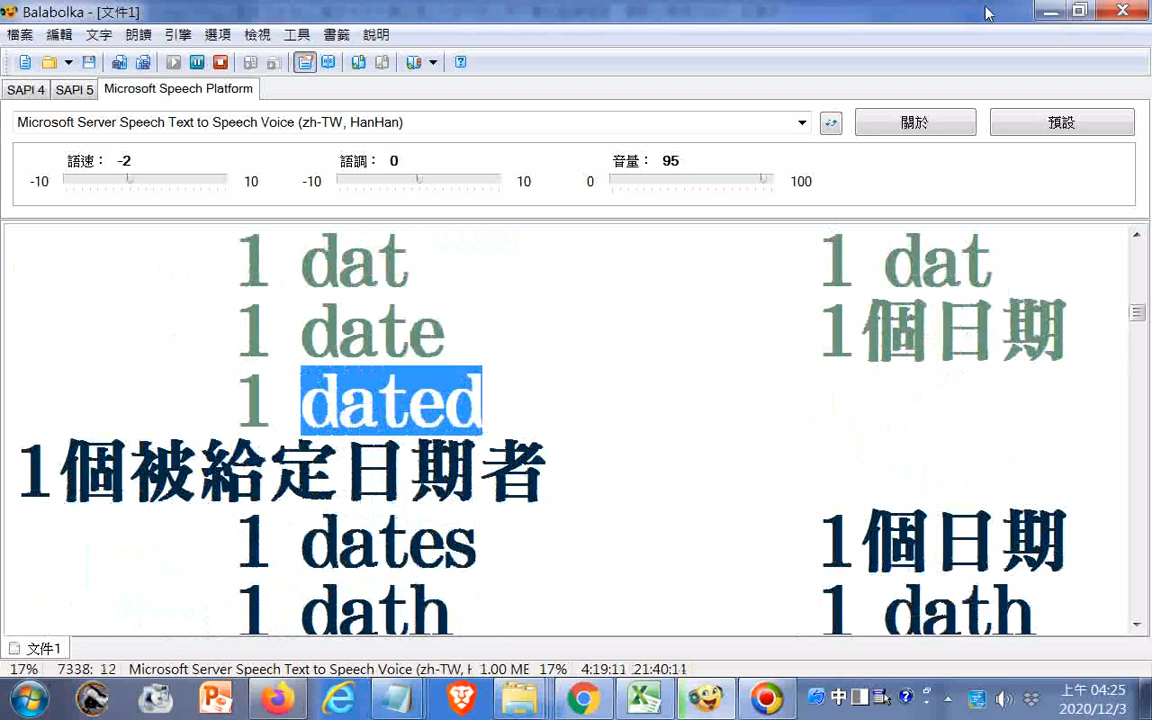 Balabolka - [文件1]
檔案 編輯 文字 朗讀 引擎 選項 檢視 工具 書籤 說明
SAPI 4 SAPI 5 Microsoft Speech Platform
Microsoft Server Speech Text to Speech Voice (zh-TW, HanHan) 關於 預設
語速： -2 語調： 0 音量： 95
-10 10 -10 10 0 100
1 dat 1 dat
1 date 1個日期
1 dated
1個被給定日期者
1 dates 1個日期
1 dath 1 dath
文件1
17% 7338: 12 Microsoft Server Speech Text to Speech Voice (zh-TW, H 1.00 ME 17% 4:19:11 21:40:14
中 上午 04:25
2020/12/3